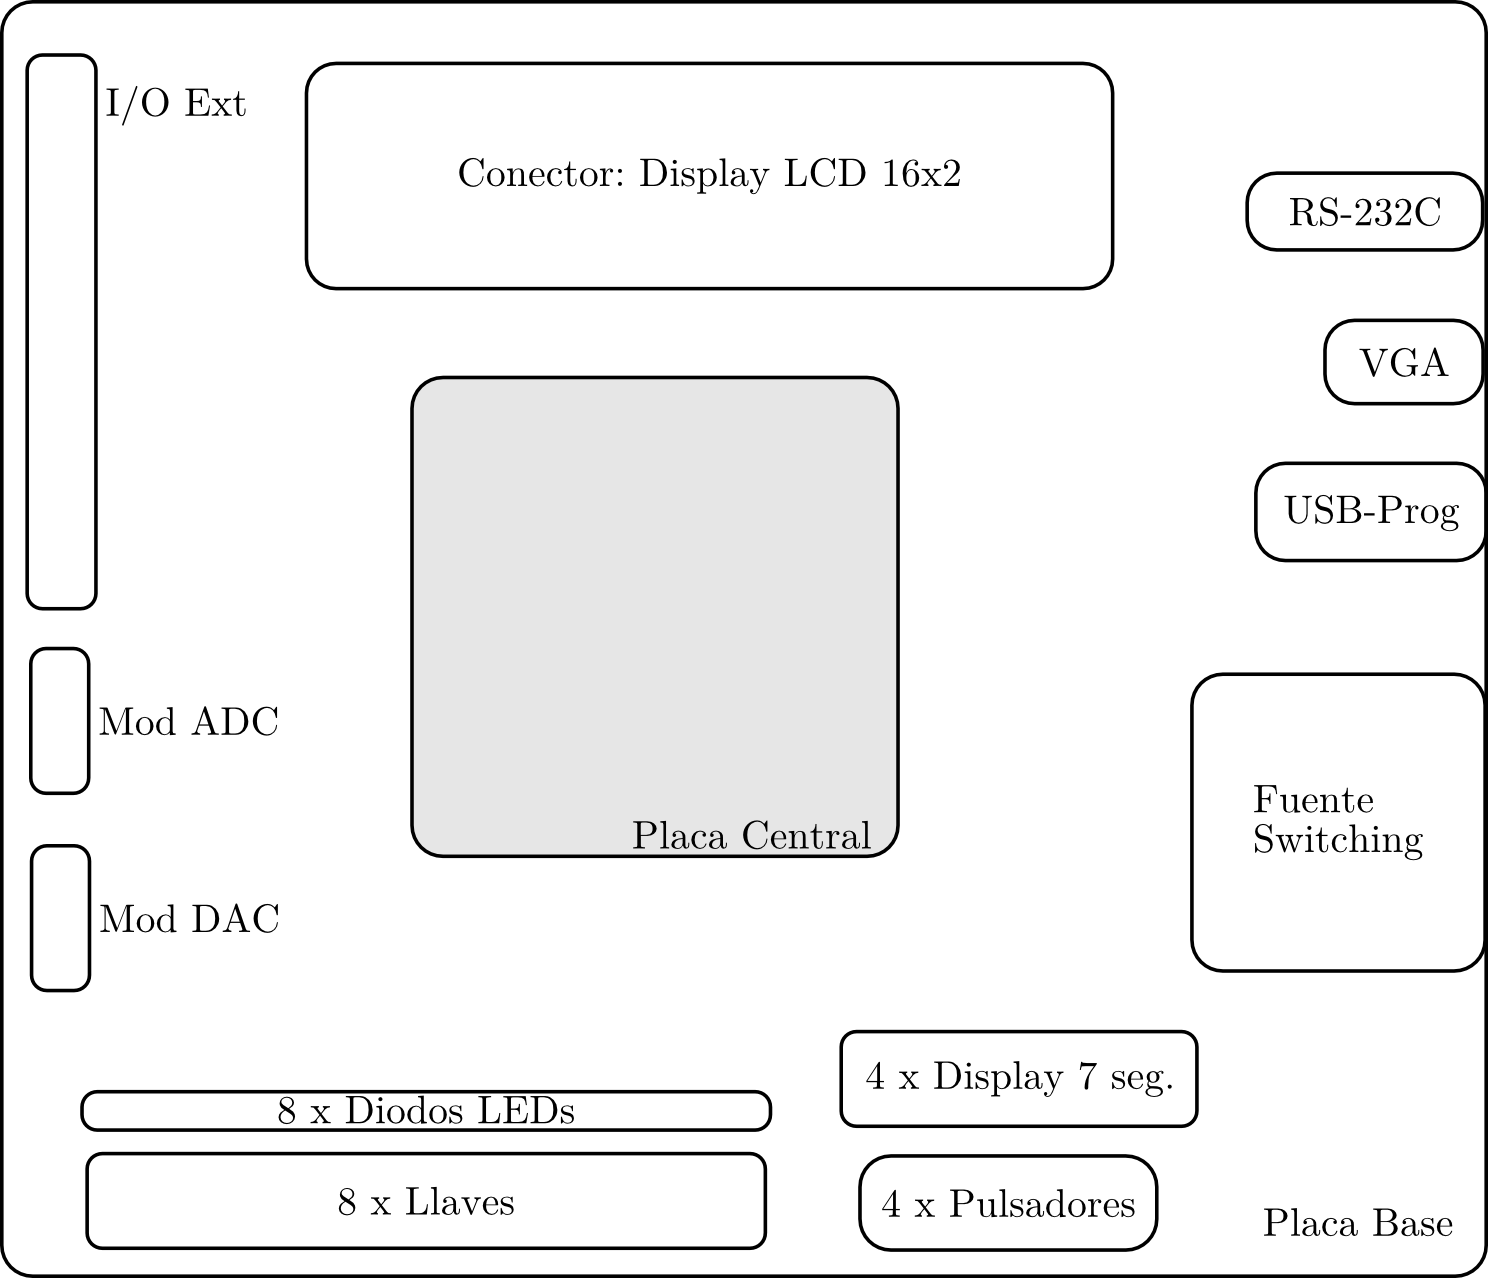 I/O Ext
Conector: Display LCD 16x2
RS-232C
VGA
USB-Prog
Mod ADC
Fuente
Switching
Placa Central
Mod DAC
4 x Display 7 seg.
8 x Diodos LEDs
8 x Llaves
4 x Pulsadores
Placa Base